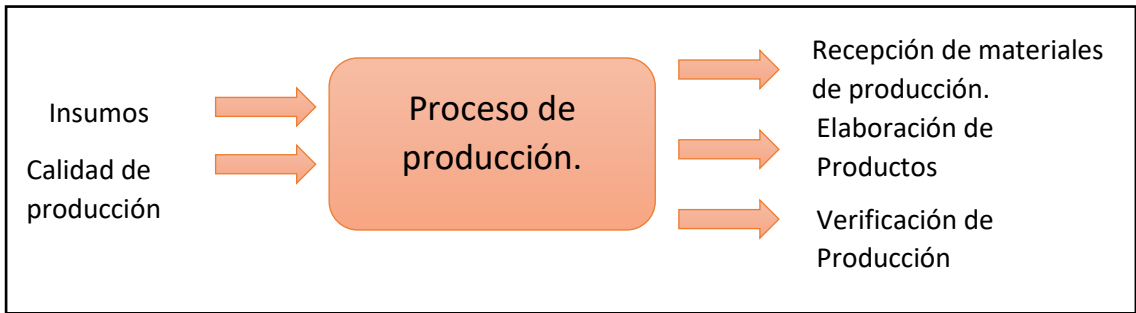 Insumos
Calidad de
producción
Proceso de
producción.
Recepción de materiales
de producción.
Elaboración de
Productos
Verificación de
Producción